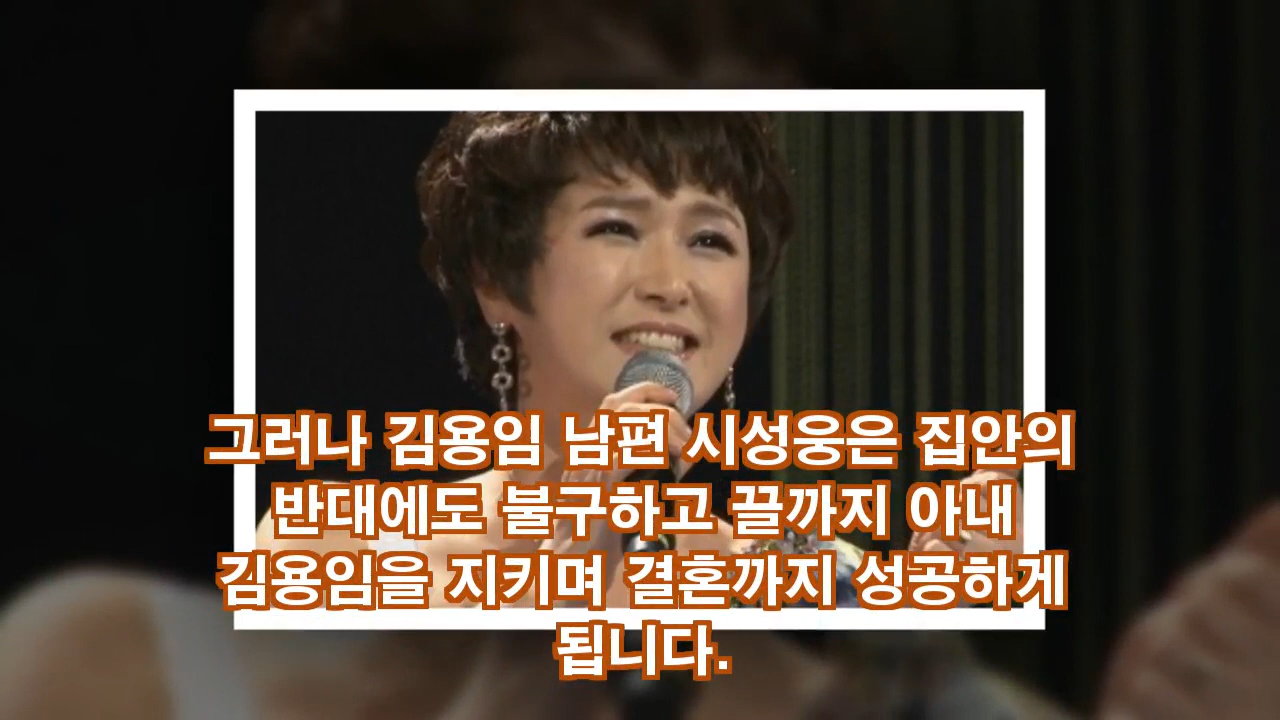 그러나 김용임 남편 시성웅은 집안의
반대에도 불구하고 끝까지 아내
김용임을 지키며 결혼까지 성공하게
됩니다.